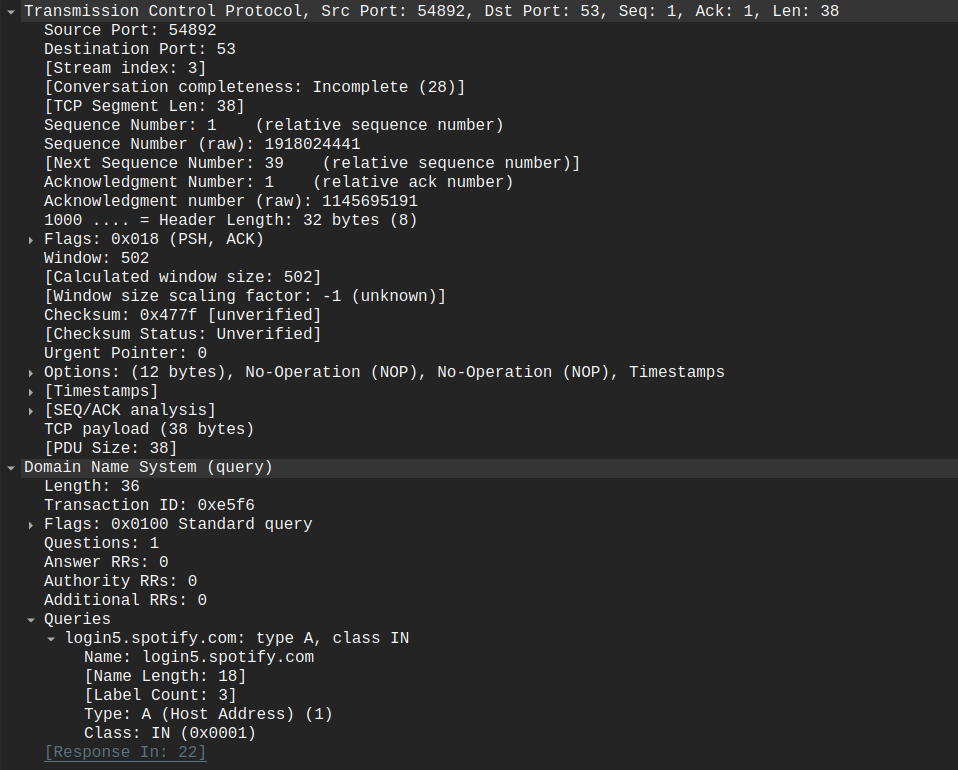 Transmission Control Protocol, Src Port: 54892, Dst Port: 53, Seq: 1, Ack: 1, Len: 38
Source Port: 54892
Destination Port: 53
[Stream index: 3]
[Conversation completeness: Incomplete (28)]
[TCP Segment Len: 38]
Sequence Number: 1    (relative sequence number)
Sequence Number (raw): 1918024441
[Next Sequence Number: 39    (relative sequence number)]
Acknowledgment Number: 1    (relative ack number)
Acknowledgment number (raw): 1145695191
1000 .... = Header Length: 32 bytes (8)
Flags: 0x018 (PSH, ACK)
Window: 502
[Calculated window size: 502]
[Window size scaling factor: -1 (unknown)]
Checksum: 0x477f [unverified]
[Checksum Status: Unverified]
Urgent Pointer: 0
Options: (12 bytes), No-Operation (NOP), No-Operation (NOP), Timestamps
[Timestamps]
[SEQ/ACK analysis]
TCP payload (38 bytes)
[PDU Size: 38]
Domain Name System (query)
Length: 36
Transaction ID: 0xe5f6
Flags: 0x0100 Standard query
Questions: 1
Answer RRs: 0
Authority RRs: 0
Additional RRs: 0
Queries
login5.spotify.com: type A, class IN
Name: login5.spotify.com
[Name Length: 18]
[Label Count: 3]
Type: A (Host Address) (1)
Class: IN (0x0001)
[Response In: 22]